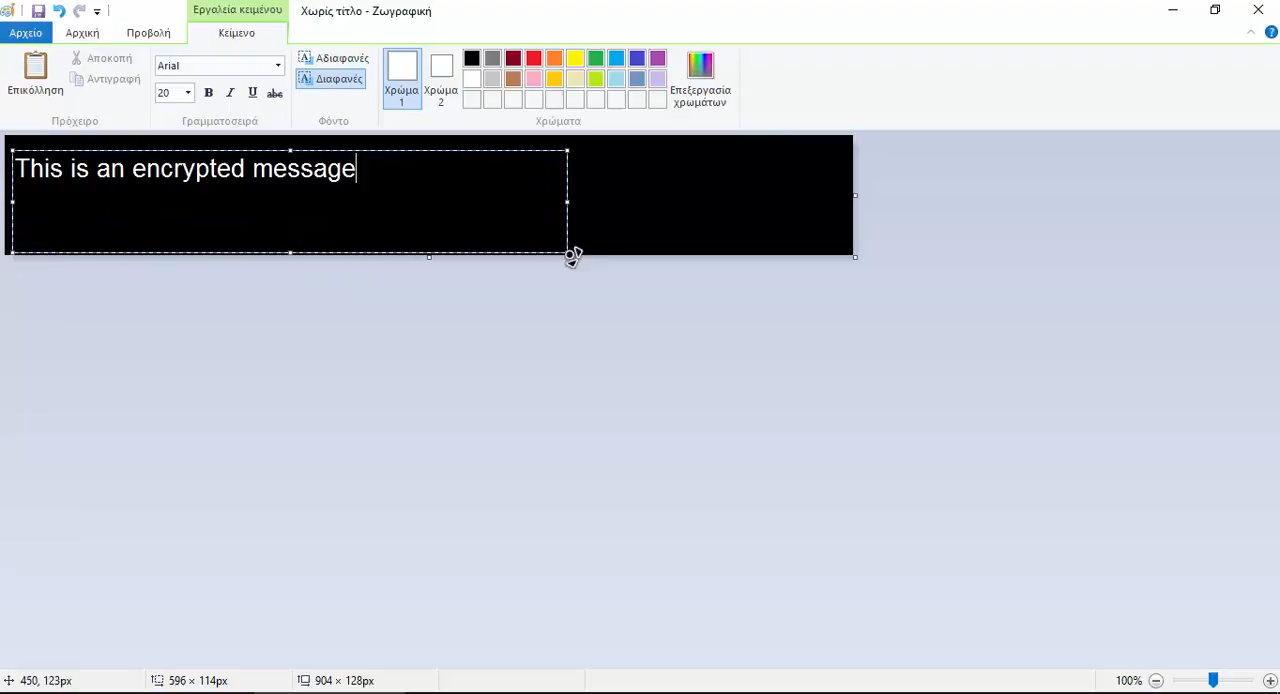 Εργαλεία κειμένου
Χωρίς τίτλο - Ζωγραφική
Αρχείο
Αρχική
Προβολή
Κείμενο
Επικόλληση
Αποκοπή
Αντιγραφή
Πρόχειρο
Arial
20
B I U abc
Γραμματοσειρά
Αδιαφανές
Διαφανές
Φόντο
Χρώμα
1
Χρώμα
2
Επεξεργασία
χρωμάτων
Χρώματα
This is an encrypted message
450, 123px
596 × 114px
904 × 128px
100%